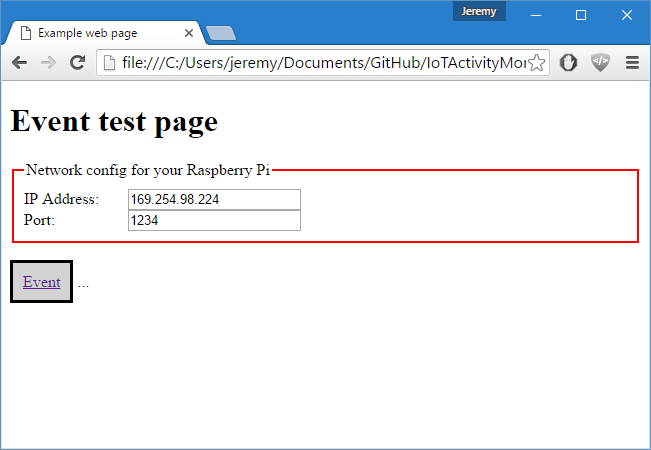 Jeremy
Example web page
file:///C:/Users/jeremy/Documents/GitHub/IoTActivityMor
Event test page
Network config for your Raspberry Pi
IP Address: 169.254.98.224
Port: 1234
Event ...